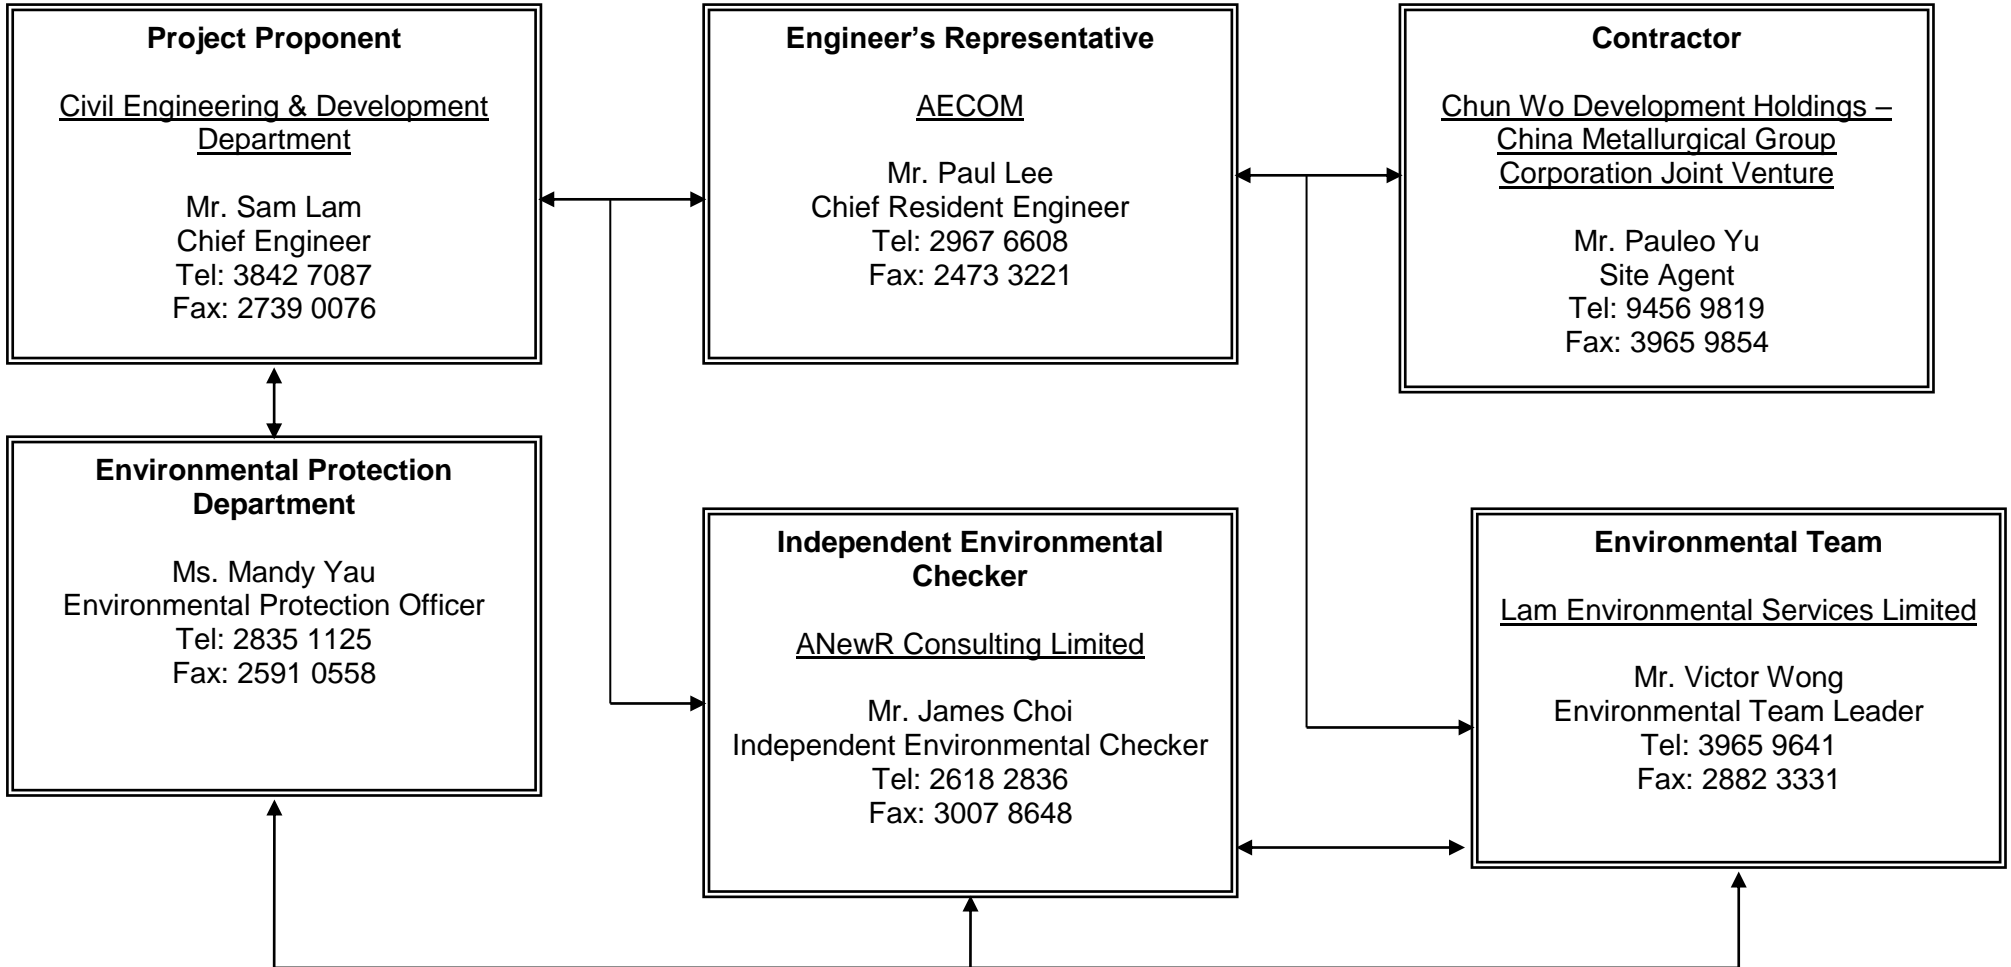 Project Proponent
Civil Engineering & Development
Department
Mr. Sam Lam
Chief Engineer
Tel: 3842 7087
Fax: 2739 0076
Engineer’s Representative
AECOM
Mr. Paul Lee
Chief Resident Engineer
Tel: 2967 6608
Fax: 2473 3221
Contractor
Chun Wo Development Holdings –
China Metallurgical Group
Corporation Joint Venture
Mr. Pauleo Yu
Site Agent
Tel: 9456 9819
Fax: 3965 9854
Environmental Protection
Department
Ms. Mandy Yau
Environmental Protection Officer
Tel: 2835 1125
Fax: 2591 0558
Independent Environmental
Checker
ANewR Consulting Limited
Mr. James Choi
Independent Environmental Checker
Tel: 2618 2836
Fax: 3007 8648
Environmental Team
Lam Environmental Services Limited
Mr. Victor Wong
Environmental Team Leader
Tel: 3965 9641
Fax: 2882 3331